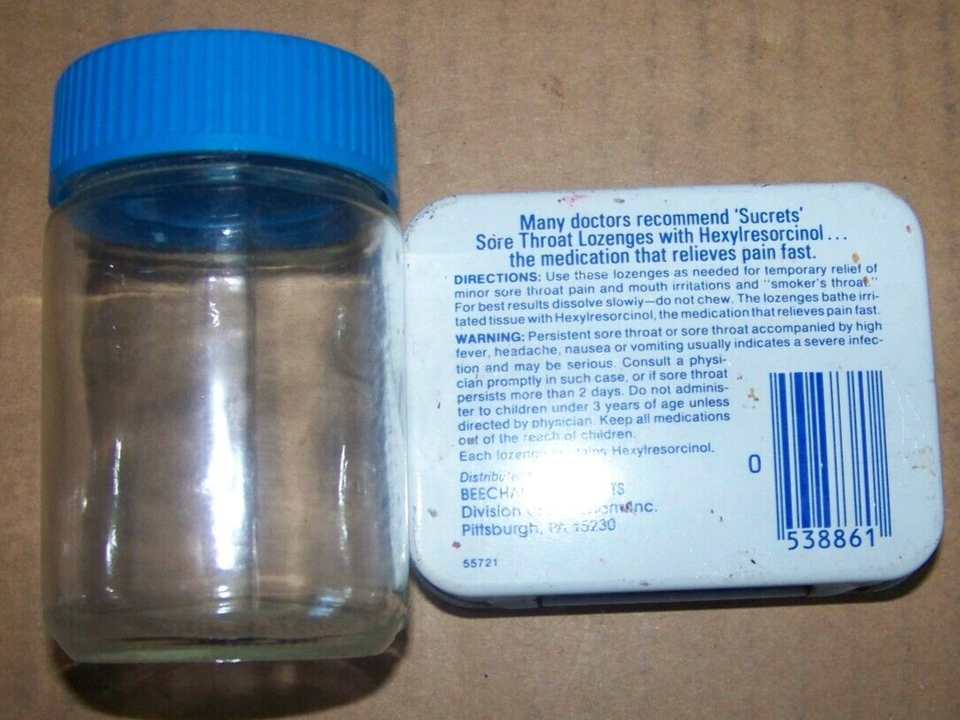 Many doctors recommend 'Sucrets'
Sore Throat Lozenges with Hexylresorcinol...
the medication that relieves pain fast.
DIRECTIONS: Use these lozenges as needed for temporary relief of
minor sore throat pain and mouth irritations and "smoker's throat."
For best results dissolve slowly—do not chew. The lozenges bathe irri-
tated tissue with Hexylresorcinol, the medication that relieves pain fast.
WARNING: Persistent sore throat or sore throat accompanied by high
fever, headache, nausea or vomiting usually indicates a severe infec-
tion and may be serious. Consult a physi-
cian promptly in such case, or if sore throat
persists more than 2 days. Do not adminis-
ter to children under 3 years of age unless
directed by physician. Keep all medications
out of the reach of children.
Each lozenge contains Hexylresorcinol.
Pittsburgh, PA 15230
Division
55721
0
538861